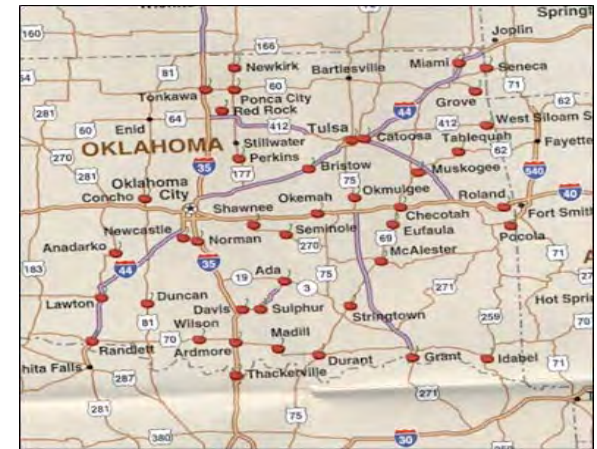 Wichita
Springt
Joplin
160
166
Newkirk
Bartlesville
Miami
Seneca
81
60
71
Tonkawa
Ponca City
Red Rock
44
Grove
62
281
60
Enid
64
412
Tulsa
Catoosa
412
West Siloam S
OKLAHOMA
Stillwater
Tablequah
Fayette
270
Perkins
62
281
35
177
Bristow
Muskogee
540
Oklahoma
City
75
Concho
Okemah
Okmulgee
Roland
40
Shawnee
Checotah
Fort Smith
Newcastle
Seminole
Eufaula
Pocola
Anadarko
Norman
270
69
71
183
44
35
McAlester
A
19
Ada
75
3
271
Lawton
Duncan
Davis
Sulphur
Stringtown
259
Hot Spri
81
Wilson
70
Madill
70
Randlett
Ardmore
Durant
Grant
Idabel
71
hita Falls
287
Thackerville
271
281
75
380
30